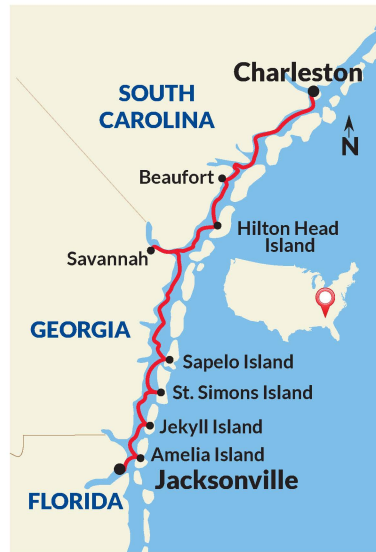 Charleston
SOUTH
CAROLINA
N
Beaufort
Hilton Head
Island
Savannah
GEORGIA
Sapelo Island
St. Simons Island
Jekyll Island
Amelia Island
Jacksonville
FLORIDA